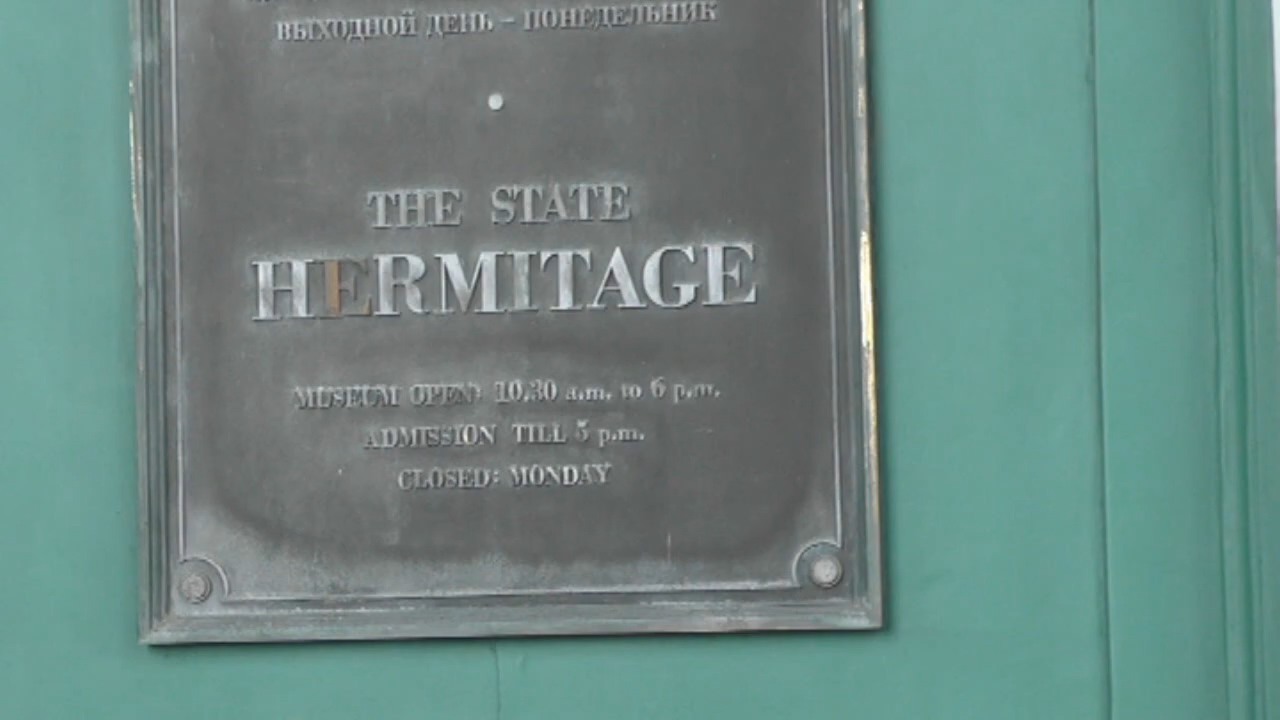 ВЫХОДНОЙ ДЕНЬ – ПОНЕДЕЛЬНИК
THE STATE
HERMITAGE
MUSEUM OPEN: 10.30 a.m. to 6 p.m.
ADMISSION TILL 5 p.m.
CLOSED: MONDAY